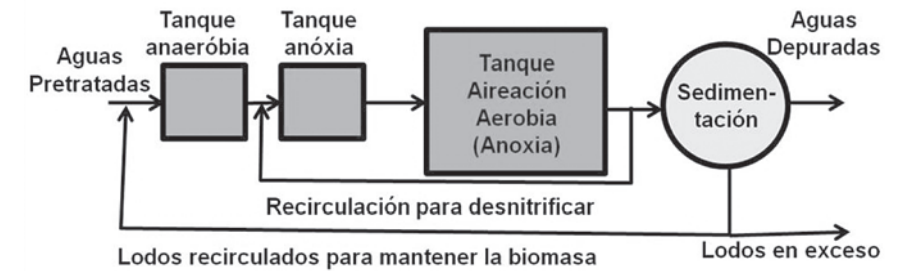 Aguas
Pretratadas
Tanque
anaeróbia
Tanque
anóxia
Tanque
Aireación
Aerobia
(Anoxia)
Sedimen-
tación
Aguas
Depuradas
Recirculación para desnitrificar
Lodos recirculados para mantener la biomasa
Lodos en exceso